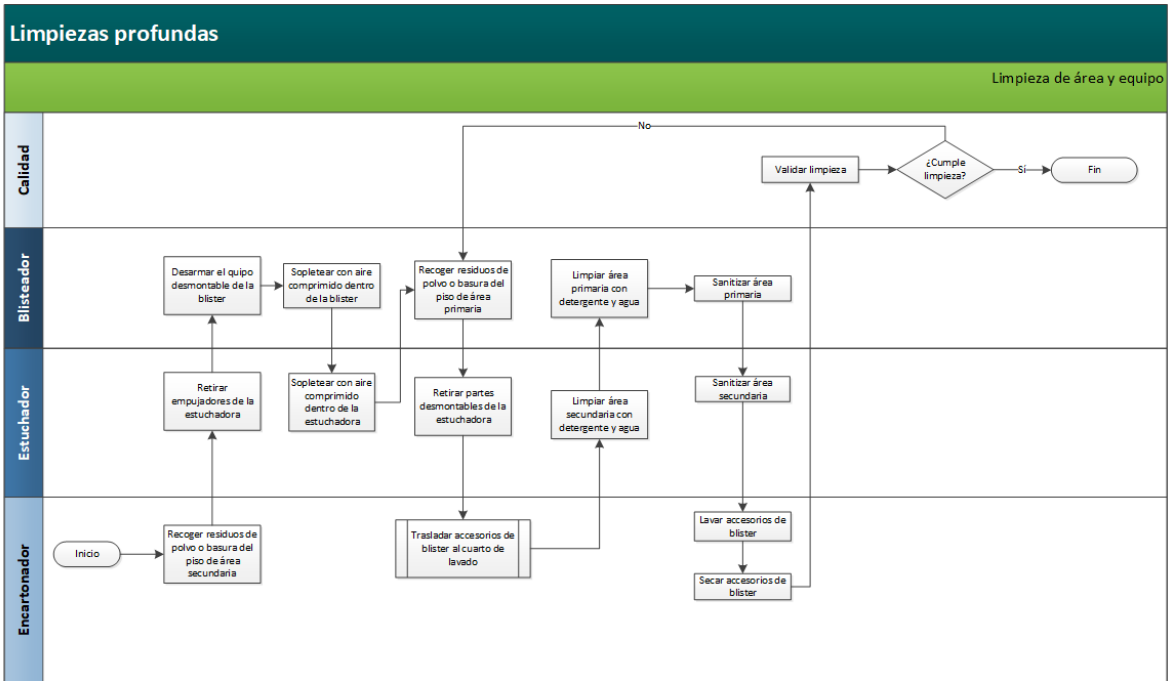 Limpiezas profundas
Limpieza de área y equipo
Calidad
No
Validar limpieza
¿Cumple
limpieza?
Si
Fin
Blisteador
Desarmar el quipo
desmontable de la
blister
Sopletear con aire
comprimido dentro
de la blister
Recoger residuos de
polvo o basura del
piso de área
primaria
Limpiar área
primaria con
detergente y agua
Sanitizar área
primaria
Estuchador
Retirar
empujadores de la
estuchadora
Sopletear con aire
comprimido
dentro de la
estuchadora
Retirar partes
desmontables de la
estuchadora
Limpiar área
secundaria con
detergente y agua
Sanitizar área
secundaria
Encartonador
Inicio
Recoger residuos de
polvo o basura del
piso de área
secundaria
Trasladar accesorios de
blister al cuarto de
lavado
Lavar accesorios de
blister
Secar accesorios de
blister